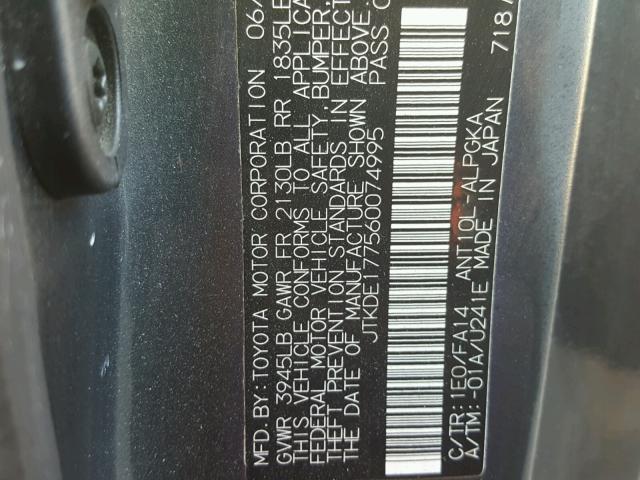 MFD. BY: TOYOTA MOTOR CORPORATION 06/
GVWR 3945LB GAWR FR 2130LB RR 1835LB
THIS VEHICLE CONFORMS TO ALL APPLICA
FEDERAL MOTOR VEHICLE SAFETY, BUMPER,
THEFT PREVENTION STANDARDS IN EFFECT
THE DATE OF MANUFACTURE SHOWN ABOVE.
JTKDE177560074995 PASS C
C/TR: 1E0/FA14 ANT10L-ALPGKA 718
A/TM: -01A/U241E MADE IN JAPAN